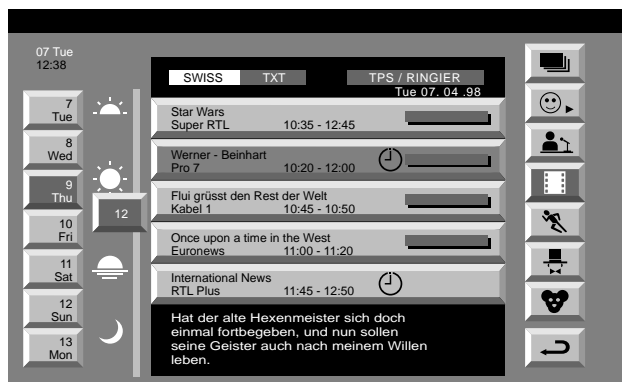 07 Tue
12:38
SWISS TXT TPS / RINGIER
Tue 07. 04 .98
7
Tue
8
Wed
9
Thu
10
Fri
11
Sat
12
Sun
13
Mon
12
Star Wars
Super RTL 10:35 - 12:45
Werner - Beinhart
Pro 7 10:20 - 12:00
Flui grüsst den Rest der Welt
Kabel 1 10:45 - 10:50
Once upon a time in the West
Euronews 11:00 - 11:20
International News
RTL Plus 11:45 - 12:50
Hat der alte Hexenmeister sich doch
einmal fortbegeben, und nun sollen
seine Geister auch nach meinem Willen
leben.